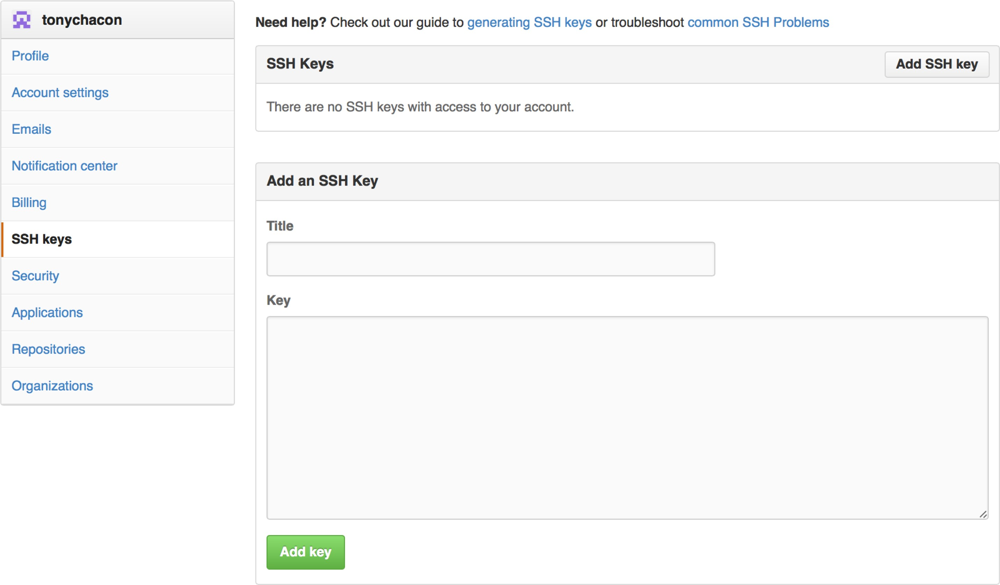 tonychacon
Profile
Account settings
Emails
Notification center
Billing
SSH keys
Security
Applications
Repositories
Organizations
Need help? Check out our guide to generating SSH keys or troubleshoot common SSH Problems
SSH Keys
Add SSH key
There are no SSH keys with access to your account.
Add an SSH Key
Title
Key
Add key